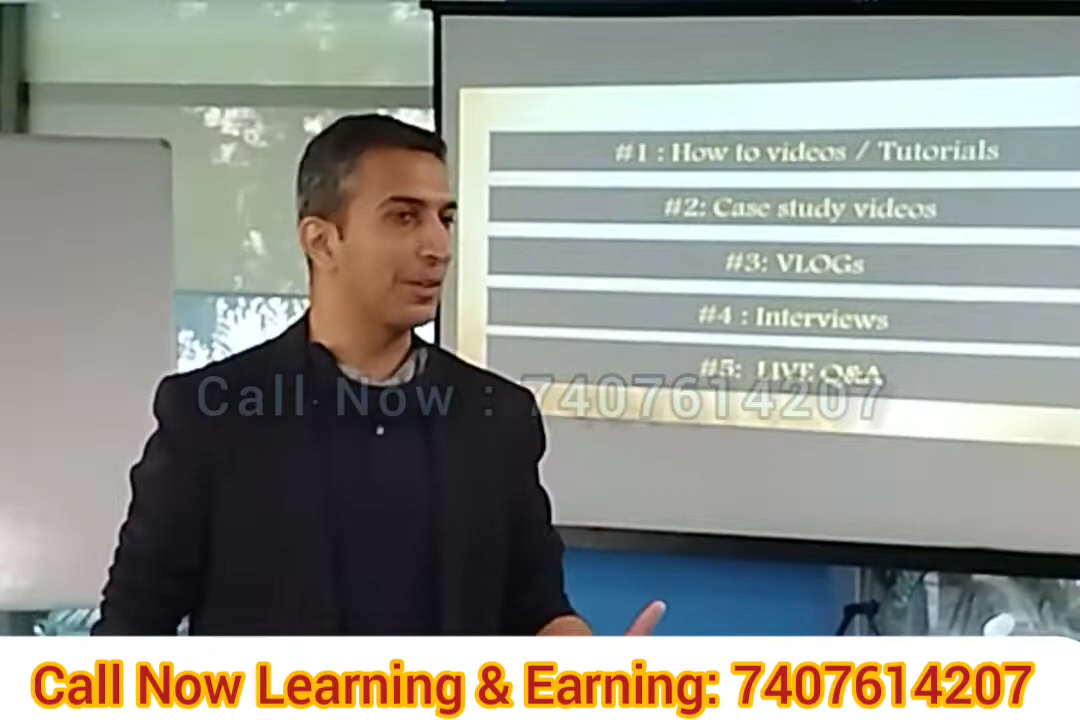 #1 : How to videos / Tutorials
#2: Case study videos
#3: VLOGs
#4 : Interviews
#5: LIVE Q&A
Call Now : 7407614207
Call Now Learning & Earning: 7407614207